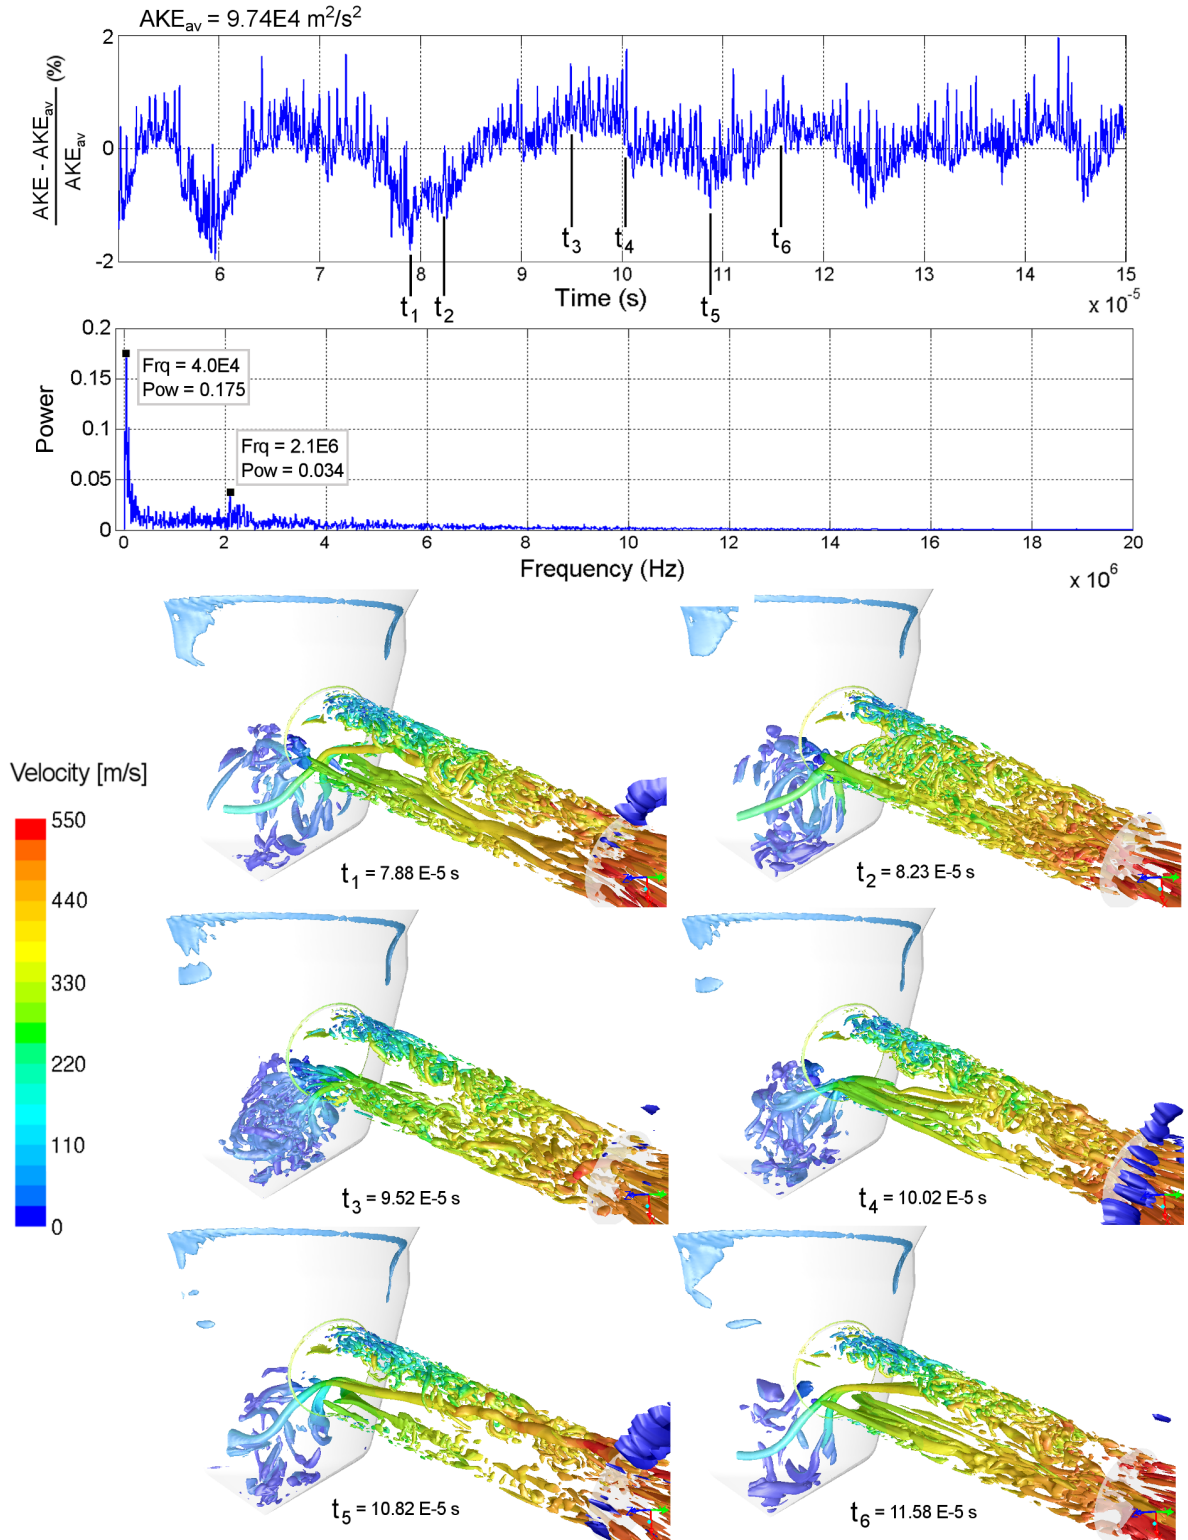 AKE_av = 9.74E4 m²/s²
AKE - AKE_av
AKE_av
(%)
2
0
-2
6 7 8 9 10 11 12 13 14 15
Time (s)
x 10⁻⁵
t₁ t₂ t₃ t₄ t₅ t₆
0.2
0.15
0.1
0.05
0
Power
Frq = 4.0E4
Pow = 0.175
Frq = 2.1E6
Pow = 0.034
0 2 4 6 8 10 12 14 16 18 20
Frequency (Hz)
x 10⁶
Velocity [m/s]
550
440
330
220
110
0
t₁ = 7.88 E-5 s
t₂ = 8.23 E-5 s
t₃ = 9.52 E-5 s
t₄ = 10.02 E-5 s
t₅ = 10.82 E-5 s
t₆ = 11.58 E-5 s